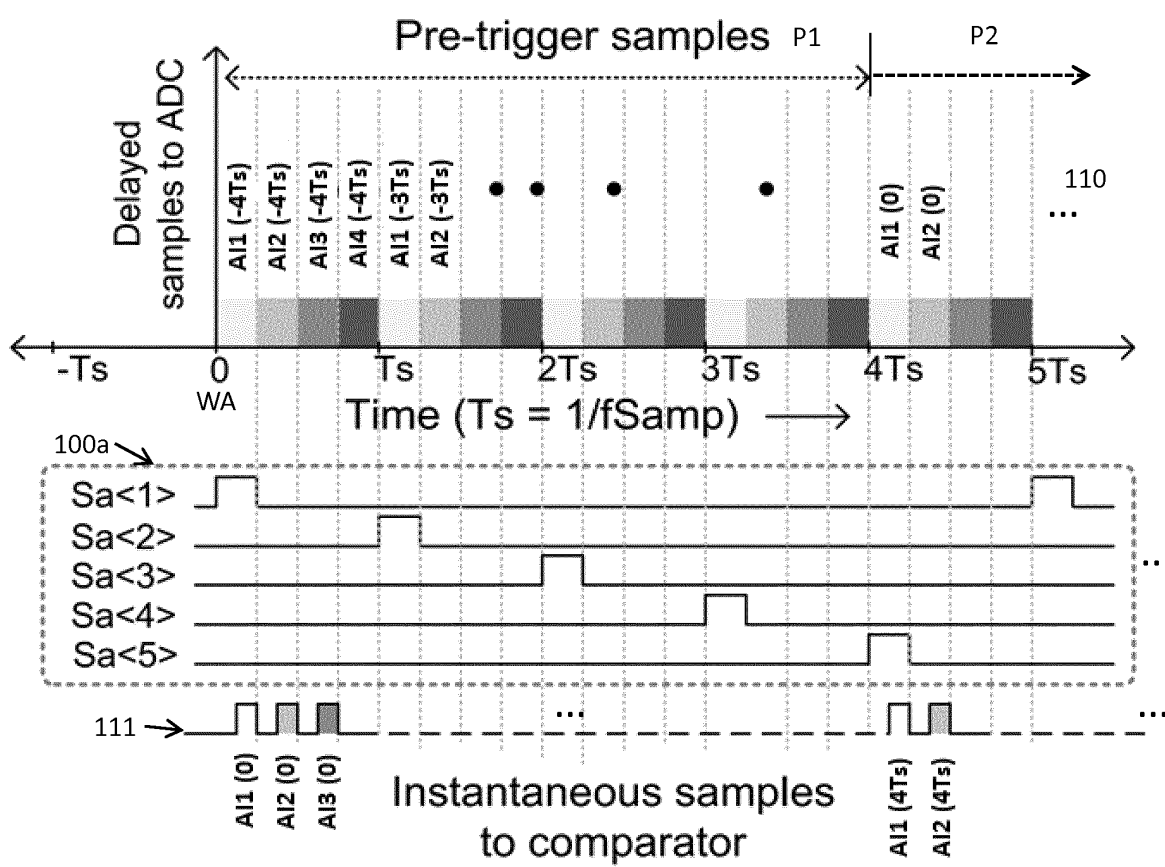 Pre-trigger samples
P1
P2
Delayed
samples to ADC
AI1 (-4Ts)
AI2 (-4Ts)
AI3 (-4Ts)
AI4 (-4Ts)
AI1 (-3Ts)
AI2 (-3Ts)
AI1 (0)
AI2 (0)
110
...
-Ts
0
Ts
2Ts
3Ts
4Ts
5Ts
WA
Time (Ts = 1/fSamp)
100a
Sa<1>
Sa<2>
Sa<3>
Sa<4>
Sa<5>
..
111
...
...
AI1 (0)
AI2 (0)
AI3 (0)
AI1 (4Ts)
AI2 (4Ts)
Instantaneous samples
to comparator